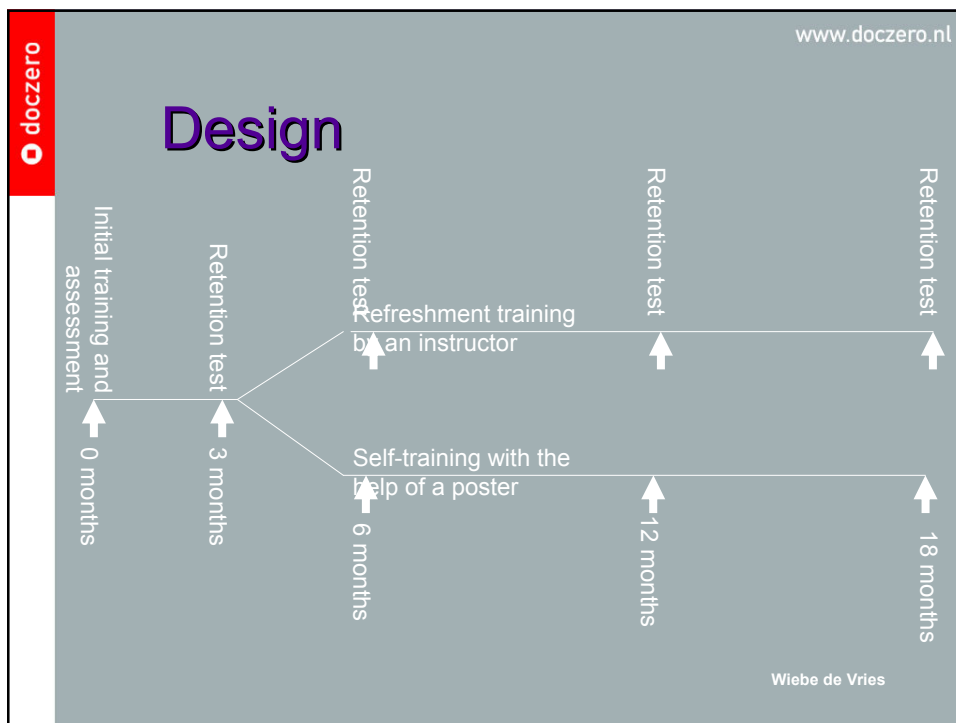 www.doczero.nl
doczero
Design
Initial training and
assessment
Retention test
Retention test
Retention test
Retention test
Refreshment training
by an instructor
Self-training with the
help of a poster
0 months
3 months
6 months
12 months
18 months
Wiebe de Vries